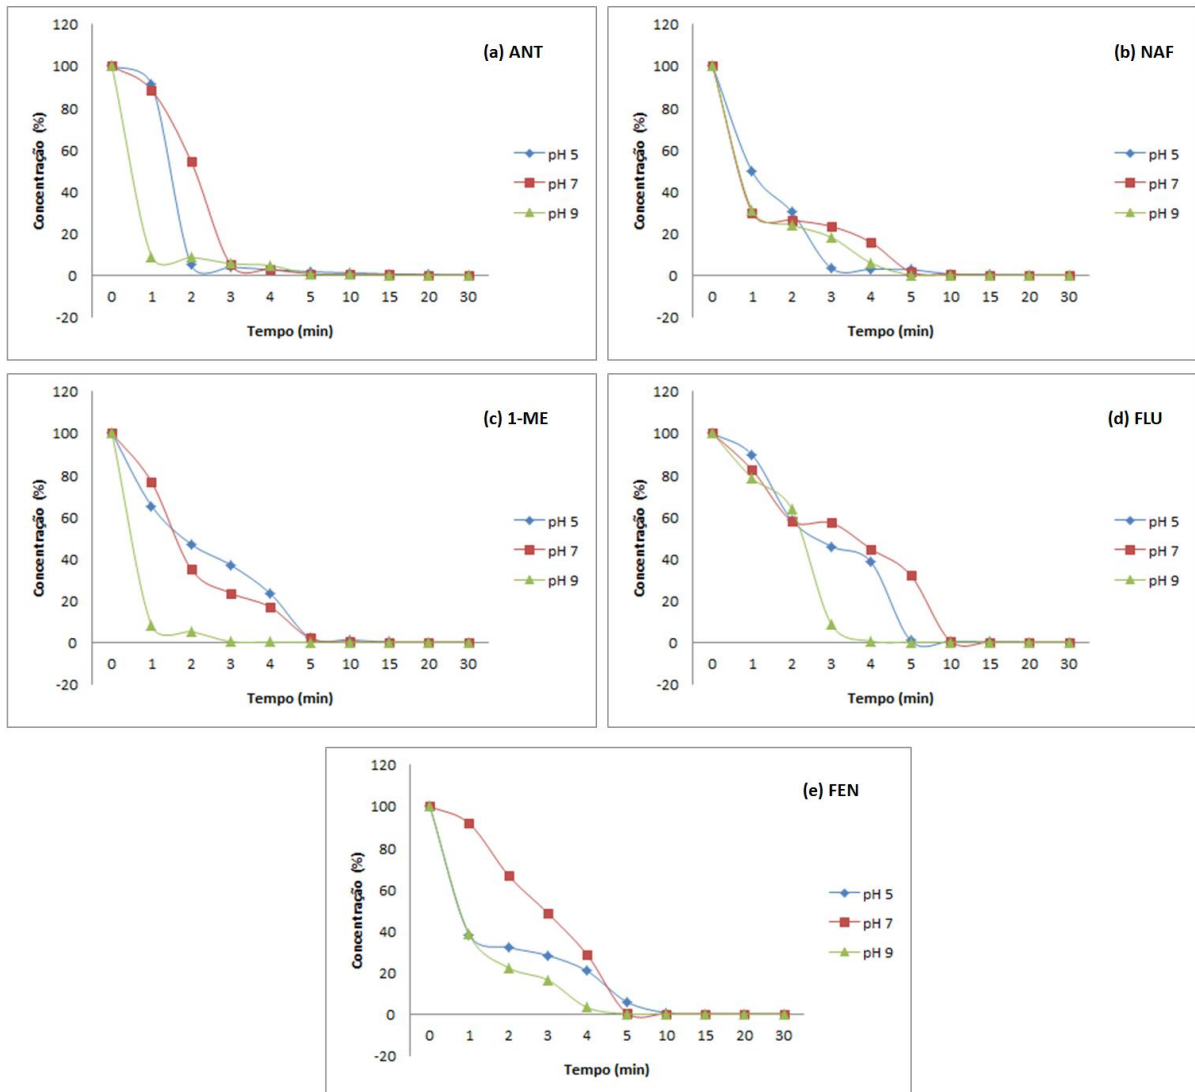 (a) ANT
Concentração (%)
120
100
80
60
40
20
0
-20
0 1 2 3 4 5 10 15 20 30
Tempo (min)
pH 5
pH 7
pH 9
(b) NAF
Concentração (%)
120
100
80
60
40
20
0
-20
0 1 2 3 4 5 10 15 20 30
Tempo (min)
pH 5
pH 7
pH 9
(c) 1-ME
Concentração (%)
120
100
80
60
40
20
0
-20
0 1 2 3 4 5 10 15 20 30
Tempo (min)
pH 5
pH 7
pH 9
(d) FLU
Concentração (%)
120
100
80
60
40
20
0
-20
0 1 2 3 4 5 10 15 20 30
Tempo (min)
pH 5
pH 7
pH 9
(e) FEN
Concentração (%)
120
100
80
60
40
20
0
-20
0 1 2 3 4 5 10 15 20 30
Tempo (min)
pH 5
pH 7
pH 9